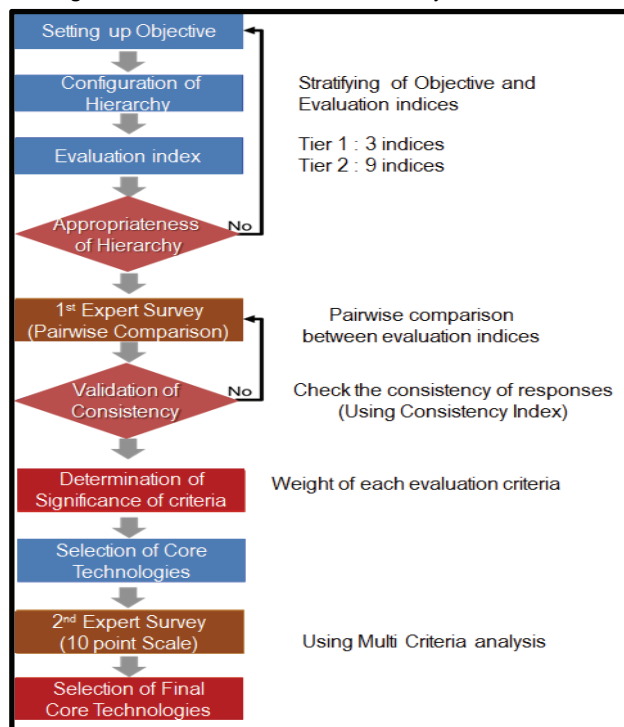 Setting up Objective
Configuration of
Hierarchy
Stratifying of Objective and
Evaluation indices
Evaluation index
Tier 1 : 3 indices
Tier 2 : 9 indices
Appropriateness
of Hierarchy
No
1st Expert Survey
(Pairwise Comparison)
Pairwise comparison
between evaluation indices
Validation of
Consistency
No
Check the consistency of responses
(Using Consistency Index)
Determination of
Significance of criteria
Weight of each evaluation criteria
Selection of Core
Technologies
2nd Expert Survey
(10 point Scale)
Using Multi Criteria analysis
Selection of Final
Core Technologies